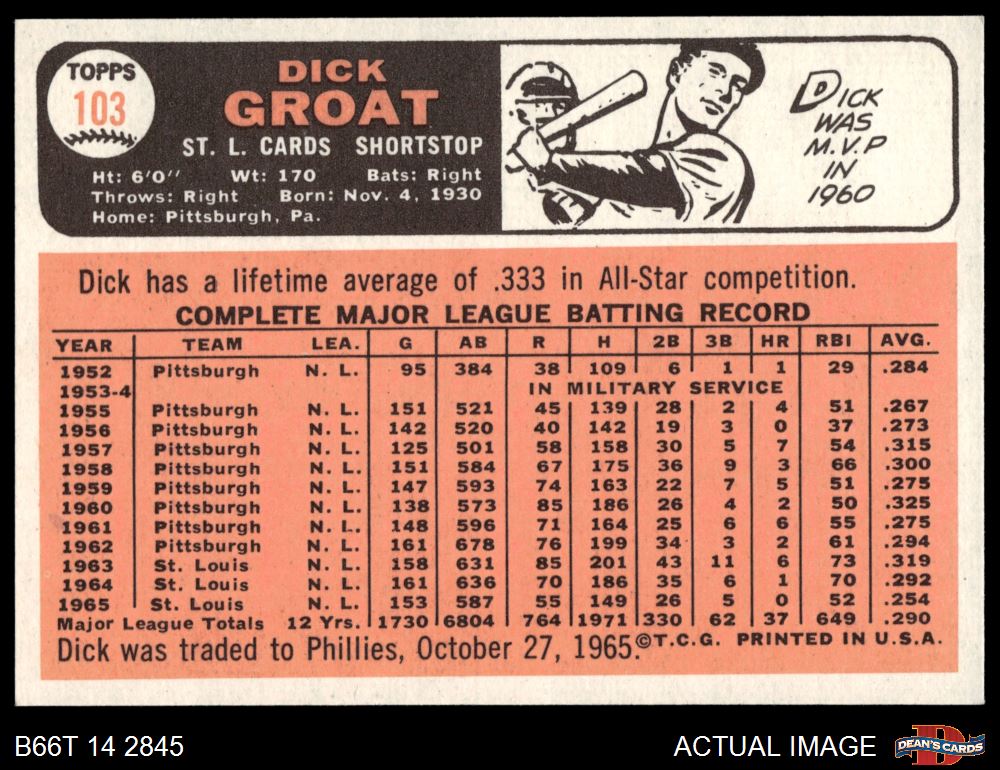 TOPPS
103
DICK
GROAT
ST. L. CARDS SHORTSTOP
Ht: 6'0'' Wt: 170 Bats: Right
Throws: Right Born: Nov. 4, 1930
Home: Pittsburgh, Pa.
DICK
WAS
M.V.P
IN
1960
Dick has a lifetime average of .333 in All-Star competition.
COMPLETE MAJOR LEAGUE BATTING RECORD
YEAR TEAM LEA. G AB R H 2B 3B HR RBI AVG.
1952 Pittsburgh N. L. 95 384 38 109 6 1 1 29 .284
1953-4 IN MILITARY SERVICE
1955 Pittsburgh N. L. 151 521 45 139 28 2 4 51 .267
1956 Pittsburgh N. L. 142 520 40 142 19 3 0 37 .273
1957 Pittsburgh N. L. 125 501 58 158 30 5 7 54 .315
1958 Pittsburgh N. L. 151 584 67 175 36 9 3 66 .300
1959 Pittsburgh N. L. 147 593 74 163 22 7 5 51 .275
1960 Pittsburgh N. L. 138 573 85 186 26 4 2 50 .325
1961 Pittsburgh N. L. 148 596 71 164 25 6 6 55 .275
1962 Pittsburgh N. L. 161 678 76 199 34 3 2 61 .294
1963 St. Louis N. L. 158 631 85 201 43 11 6 73 .319
1964 St. Louis N. L. 161 636 70 186 35 6 1 70 .292
1965 St. Louis N. L. 153 587 55 149 26 5 0 52 .254
Major League Totals 12 Yrs. 1730 6804 764 1971 330 62 37 649 .290
Dick was traded to Phillies, October 27, 1965. ©T.C.G. PRINTED IN U.S.A.
B66T 14 2845
ACTUAL IMAGE
D
DEAN'S CARDS